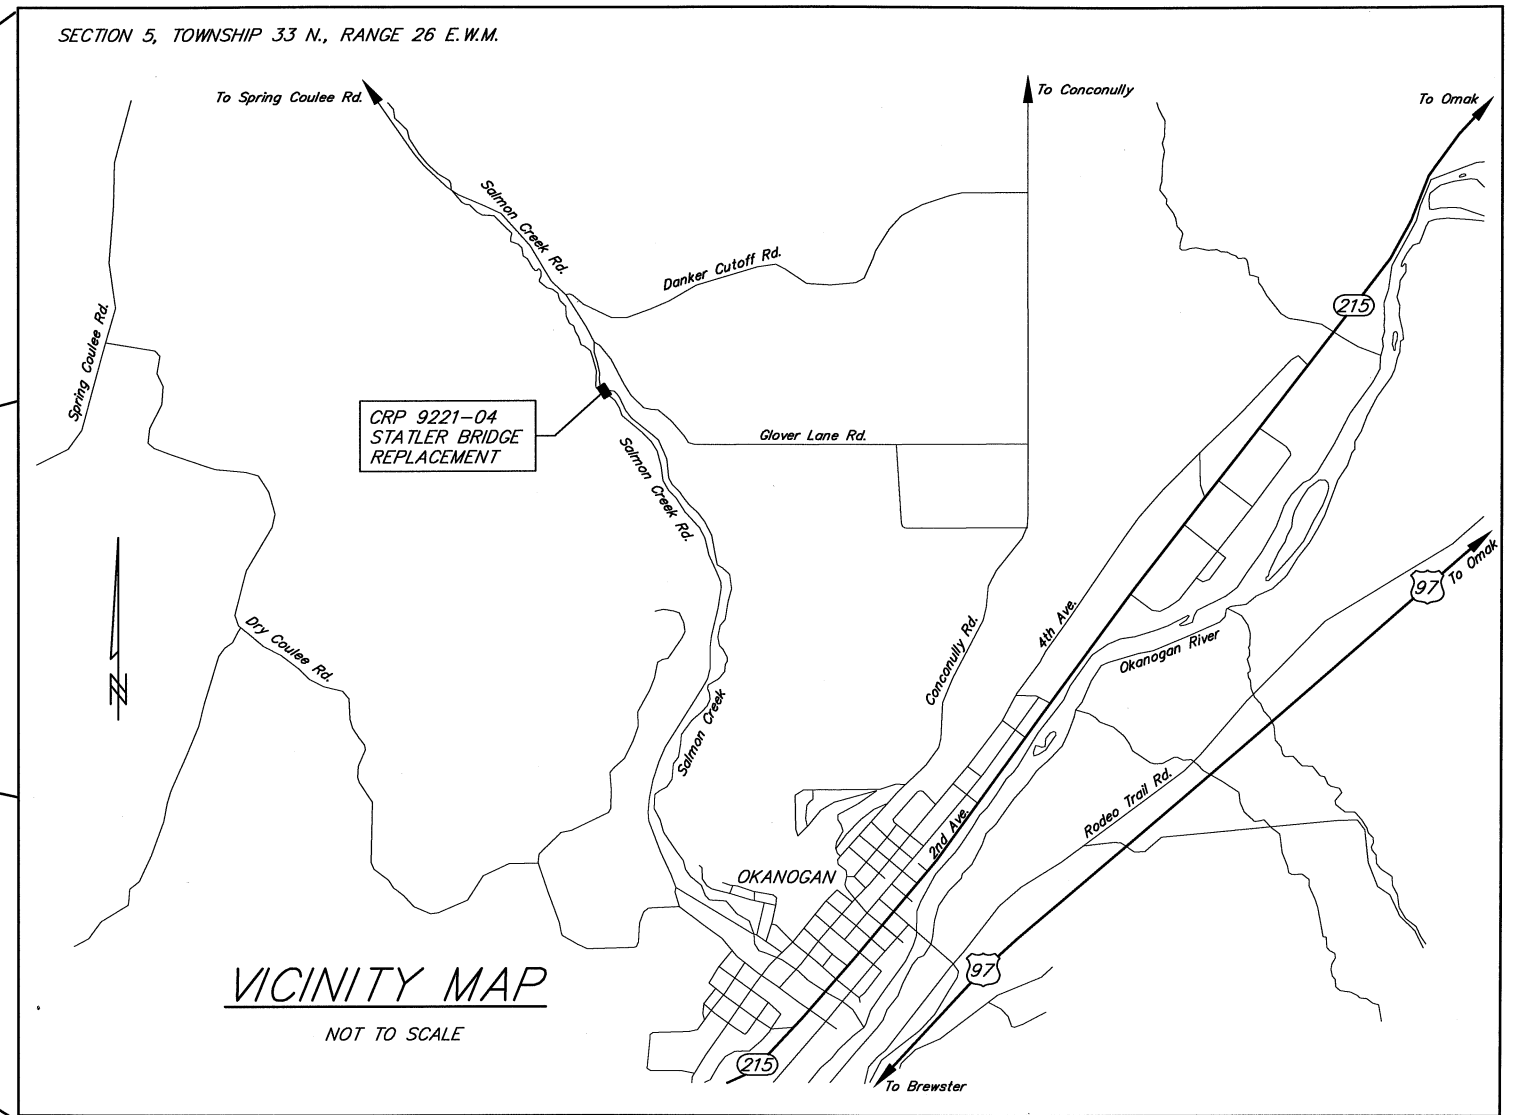 SECTION 5, TOWNSHIP 33 N., RANGE 26 E.W.M.
To Spring Coulee Rd.
To Conconully
To Omak
Salmon Creek Rd.
Danker Cutoff Rd.
215
Spring Coulee Rd.
CRP 9221-04
STATLER BRIDGE
REPLACEMENT
Glover Lane Rd.
Salmon Creek Rd.
To Omak
97
N
Dry Coulee Rd.
Conconully Rd.
4th Ave.
Okanogan River
Salmon Creek
Rodeo Trail Rd.
2nd Ave.
OKANOGAN
97
VICINITY MAP
NOT TO SCALE
215
To Brewster